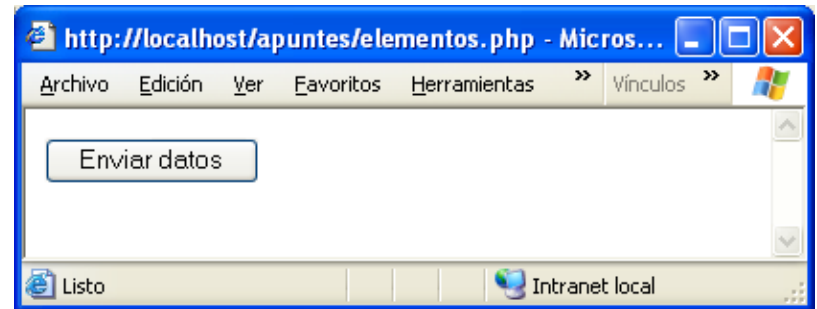 http://localhost/apuntes/elementos.php - Micros...
Archivo Edición Ver Favoritos Herramientas » Vínculos »
Enviar datos
Listo Intranet local